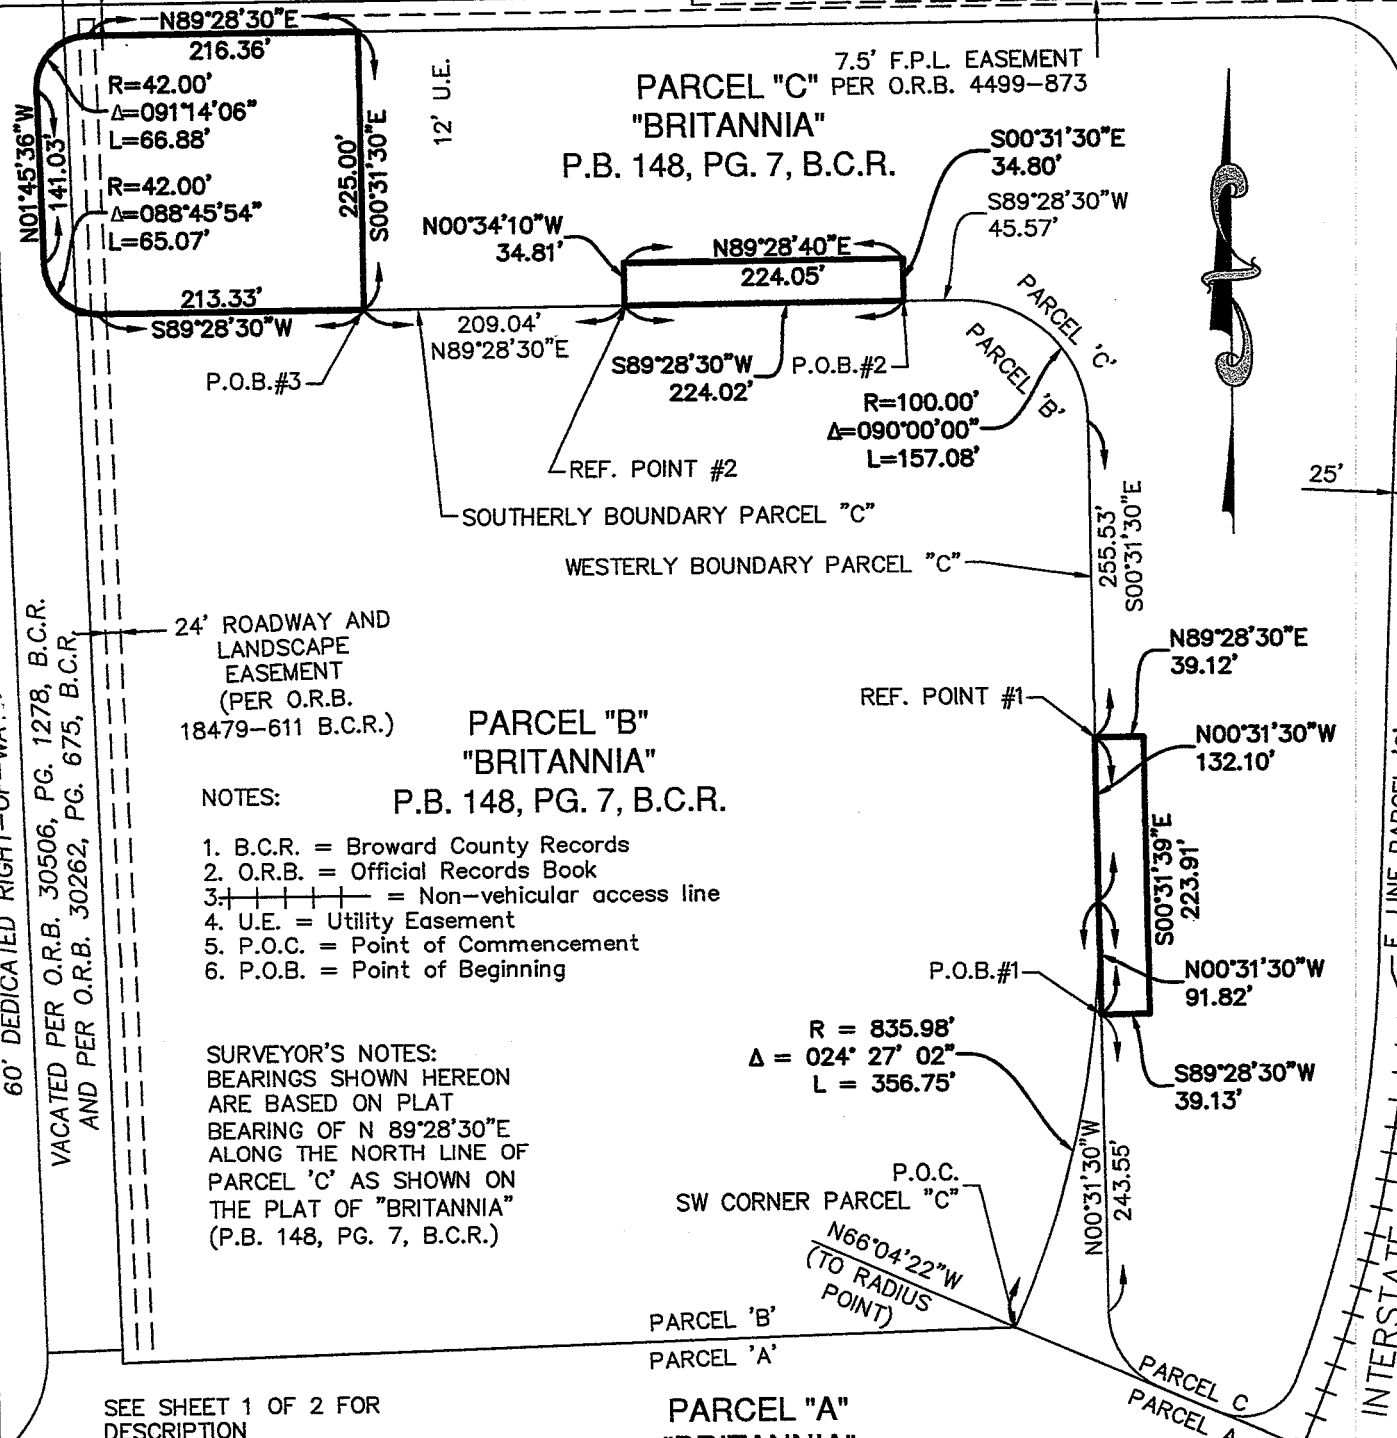 N89°28'30"E
216.36'
R=42.00'
Δ=091°14'06"
L=66.88'
N01°45'36"W
141.03'
R=42.00'
Δ=088°45'54"
L=65.07'
225.00'
S00°31'30"E
213.33'
S89°28'30"W
12' U.E.
PARCEL "C"
"BRITANNIA"
P.B. 148, PG. 7, B.C.R.
7.5' F.P.L. EASEMENT
PER O.R.B. 4499-873
S00°31'30"E
34.80'
S89°28'30"W
45.57'
N00°34'10"W
34.81'
N89°28'40"E
224.05'
209.04'
N89°28'30"E
S89°28'30"W
224.02'
P.O.B.#2
P.O.B.#3
PARCEL 'C'
PARCEL 'B'
R=100.00'
Δ=090°00'00"
L=157.08'
REF. POINT #2
25'
SOUTHERLY BOUNDARY PARCEL "C"
WESTERLY BOUNDARY PARCEL "C"
255.53'
S00°31'30"E
24' ROADWAY AND
LANDSCAPE
EASEMENT
(PER O.R.B.
18479-611 B.C.R.)
60' DEDICATED RIGHT-OF-WAY
VACATED PER O.R.B. 30506, PG. 1278, B.C.R.
AND PER O.R.B. 30262, PG. 675, B.C.R.
N89°28'30"E
39.12'
REF. POINT #1
N00°31'30"W
132.10'
S00°31'39"E
223.91'
PARCEL "B"
"BRITANNIA"
P.B. 148, PG. 7, B.C.R.
NOTES:
1. B.C.R. = Broward County Records
2. O.R.B. = Official Records Book
3. = Non-vehicular access line
4. U.E. = Utility Easement
5. P.O.C. = Point of Commencement
6. P.O.B. = Point of Beginning
P.O.B.#1
N00°31'30"W
91.82'
R = 835.98'
Δ = 024° 27' 02"
L = 356.75'
S89°28'30"W
39.13'
SURVEYOR'S NOTES:
BEARINGS SHOWN HEREON
ARE BASED ON PLAT
BEARING OF N 89°28'30"E
ALONG THE NORTH LINE OF
PARCEL 'C' AS SHOWN ON
THE PLAT OF "BRITANNIA"
(P.B. 148, PG. 7, B.C.R.)
N00°31'30"W
243.55'
P.O.C.
SW CORNER PARCEL "C"
N66°04'22"W
(TO RADIUS
POINT)
PARCEL 'B'
PARCEL 'A'
PARCEL C
PARCEL A
E. LINE PARCEL 'C'
INTERSTATE
SEE SHEET 1 OF 2 FOR
DESCRIPTION
PARCEL "A"
"BRITANNIA"